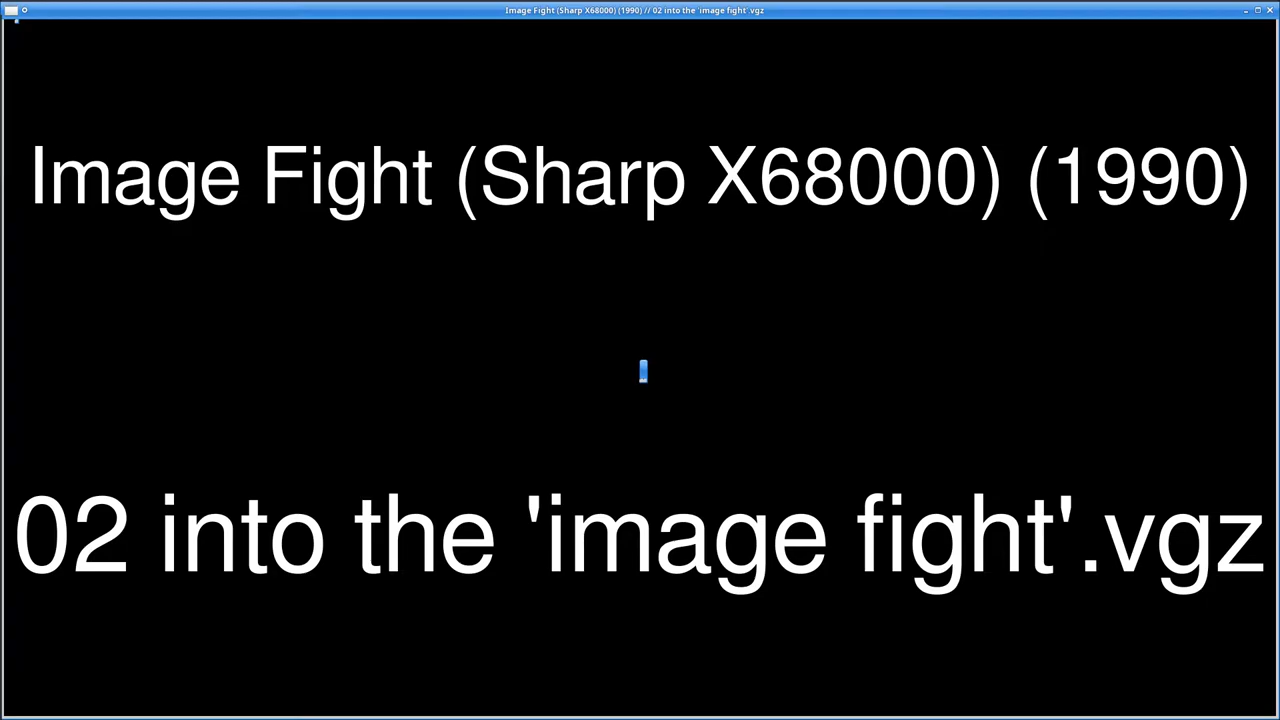 Image Fight (Sharp X68000) (1990) // 02 into the 'image fight'.vgz
Image Fight (Sharp X68000) (1990)
02 into the 'image fight'.vgz